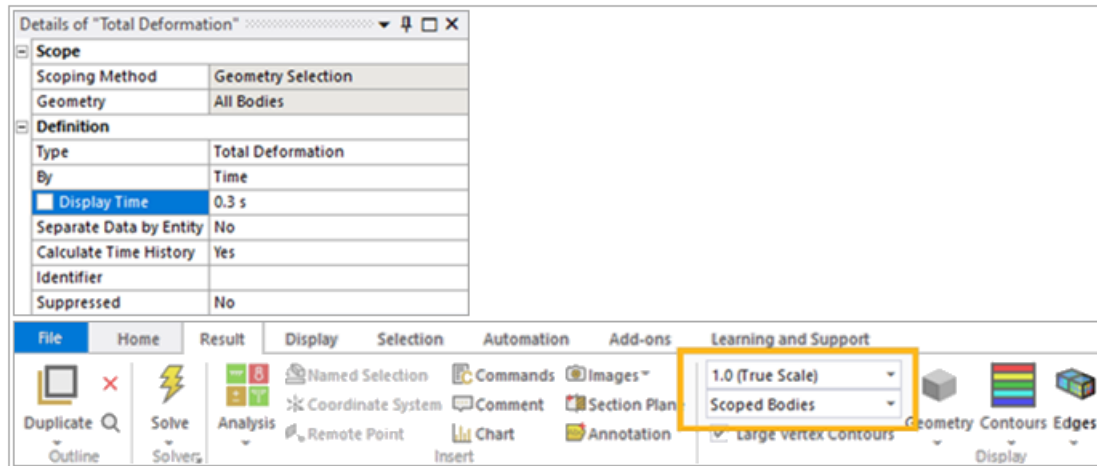 Details of "Total Deformation"
Scope
Scoping Method Geometry Selection
Geometry All Bodies
Definition
Type Total Deformation
By Time
Display Time 0.3 s
Separate Data by Entity No
Calculate Time History Yes
Identifier
Suppressed No
File Home Result Display Selection Automation Add-ons Learning and Support
Named Selection Commands Images 1.0 (True Scale)
Coordinate System Comment Section Plan Scoped Bodies
Duplicate Solve Analysis Remote Point Chart Annotation Large Vertex Contours Geometry Contours Edges
Outline Solvers Insert Display